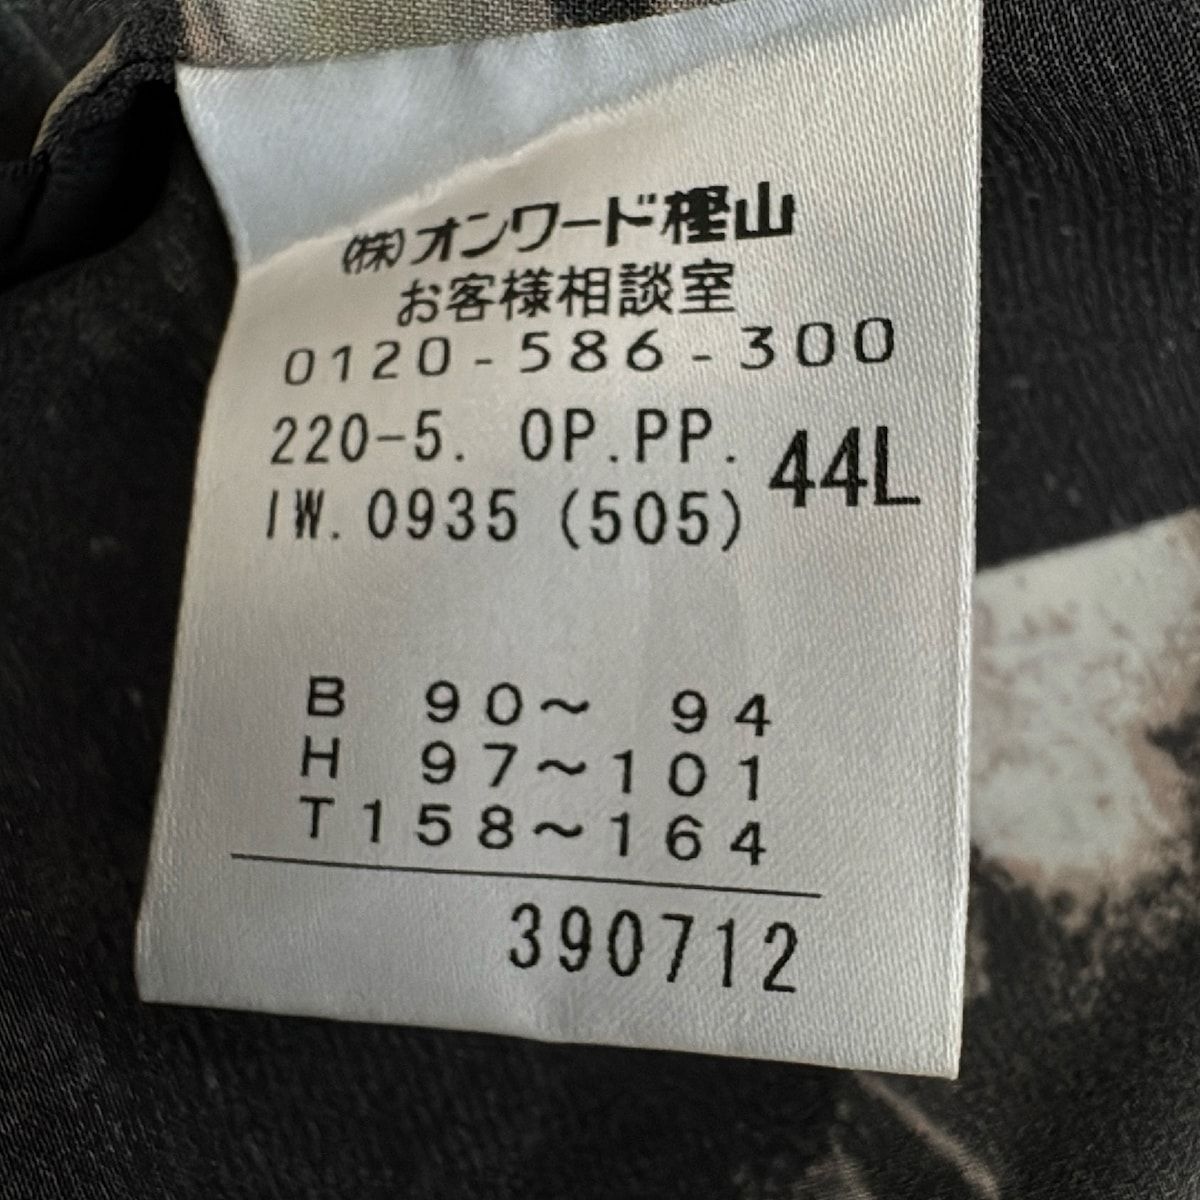 (株)オンワード樫山
お客様相談室
0120-586-300
220-5. OP.PP. 44L
IW. 0935 (505)
B 90～ 94
H 97～101
T158～164
390712